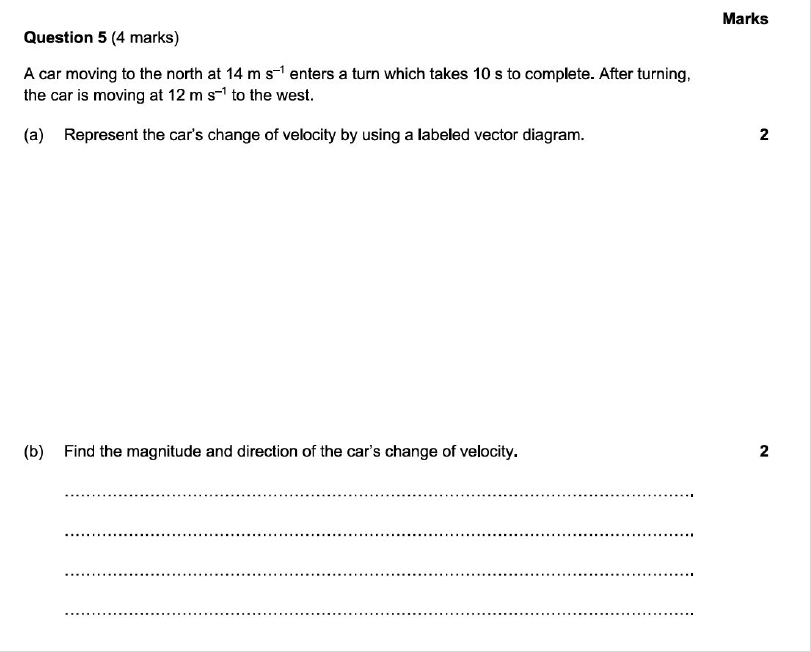 Marks
Question 5 (4 marks)
A car moving to the north at 14 m s⁻¹ enters a turn which takes 10 s to complete. After turning,
the car is moving at 12 m s⁻¹ to the west.
(a) Represent the car's change of velocity by using a labeled vector diagram. 2
(b) Find the magnitude and direction of the car's change of velocity. 2